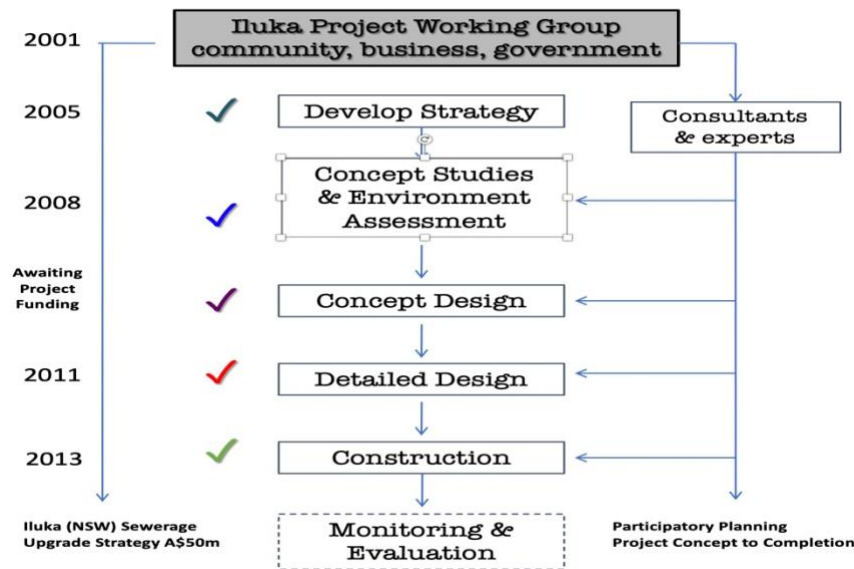 Iluka Project Working Group
community, business, government
2001
2005
Develop Strategy
Consultants
& experts
Concept Studies
& Environment
Assessment
2008
Awaiting
Project
Funding
Concept Design
2011
Detailed Design
2013
Construction
Iluka (NSW) Sewerage
Upgrade Strategy A$50m
Monitoring &
Evaluation
Participatory Planning
Project Concept to Completion